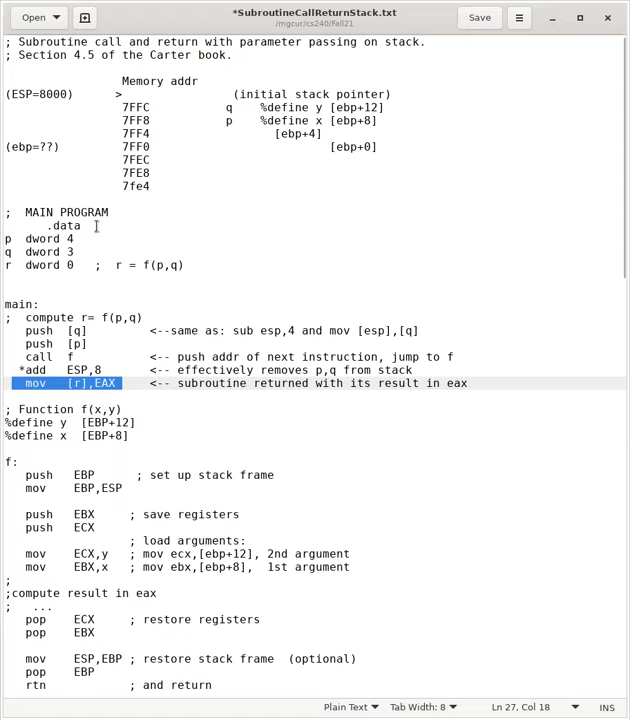 Open
*SubroutineCallReturnStack.txt
/mgcur/cs240/Fall21
Save
; Subroutine call and return with parameter passing on stack.
; Section 4.5 of the Carter book.
Memory addr
(ESP=8000)      >                (initial stack pointer)
7FFC           q    %define y [ebp+12]
7FF8           p    %define x [ebp+8]
7FF4                  [ebp+4]
(ebp=??)         7FF0                          [ebp+0]
7FEC
7FE8
7fe4
;  MAIN PROGRAM
.data
p  dword 4
q  dword 3
r  dword 0   ;  r = f(p,q)
main:
;  compute r= f(p,q)
push  [q]         <--same as: sub esp,4 and mov [esp],[q]
push  [p]
call  f           <-- push addr of next instruction, jump to f
*add   ESP,8       <-- effectively removes p,q from stack
mov   [r],EAX     <-- subroutine returned with its result in eax
; Function f(x,y)
%define y  [EBP+12]
%define x  [EBP+8]
f:
push   EBP      ; set up stack frame
mov    EBP,ESP
push   EBX     ; save registers
push   ECX
; load arguments:
mov    ECX,y   ; mov ecx,[ebp+12], 2nd argument
mov    EBX,x   ; mov ebx,[ebp+8],  1st argument
;
;compute result in eax
;   ...
pop    ECX     ; restore registers
pop    EBX
mov    ESP,EBP ; restore stack frame  (optional)
pop    EBP
rtn            ; and return
Plain Text   Tab Width: 8   Ln 27, Col 18   INS